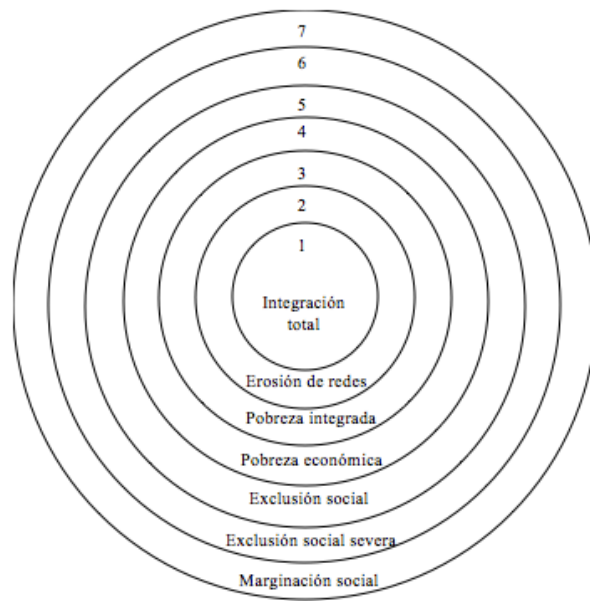 7
6
5
4
3
2
1
Integración
total
Erosión de redes
Pobreza integrada
Pobreza económica
Exclusión social
Exclusión social severa
Marginación social